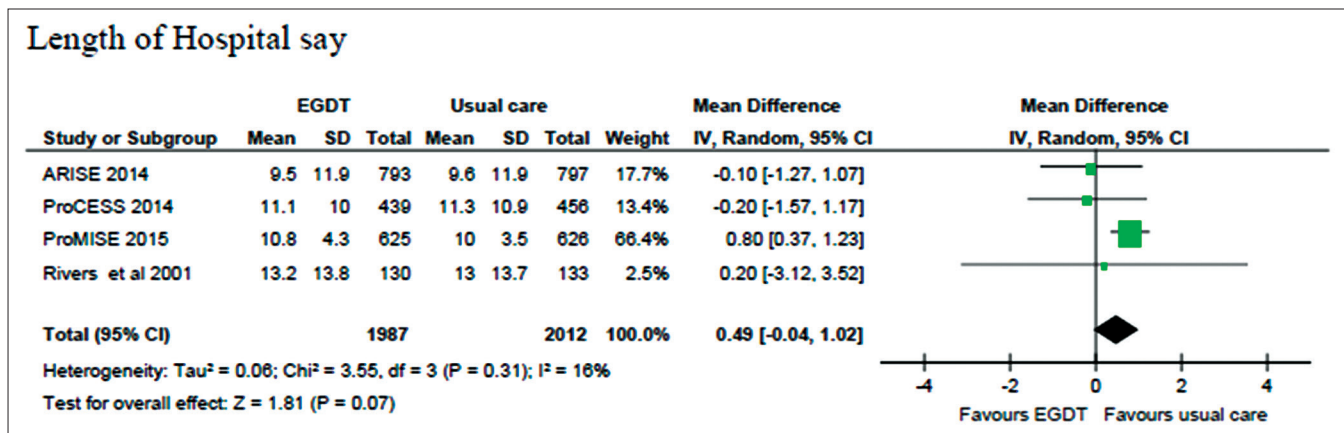 Length of Hospital say
EGDT Usual care Mean Difference Mean Difference
Study or Subgroup Mean SD Total Mean SD Total Weight IV, Random, 95% CI IV, Random, 95% CI
ARISE 2014 9.5 11.9 793 9.6 11.9 797 17.7% -0.10 [-1.27, 1.07]
ProCESS 2014 11.1 10 439 11.3 10.9 456 13.4% -0.20 [-1.57, 1.17]
ProMISE 2015 10.8 4.3 625 10 3.5 626 66.4% 0.80 [0.37, 1.23]
Rivers et al 2001 13.2 13.8 130 13 13.7 133 2.5% 0.20 [-3.12, 3.52]
Total (95% CI) 1987 2012 100.0% 0.49 [-0.04, 1.02]
Heterogeneity: Tau² = 0.06; Chi² = 3.55, df = 3 (P = 0.31); I² = 16%
Test for overall effect: Z = 1.81 (P = 0.07)
-4 -2 0 2 4
Favours EGDT Favours usual care